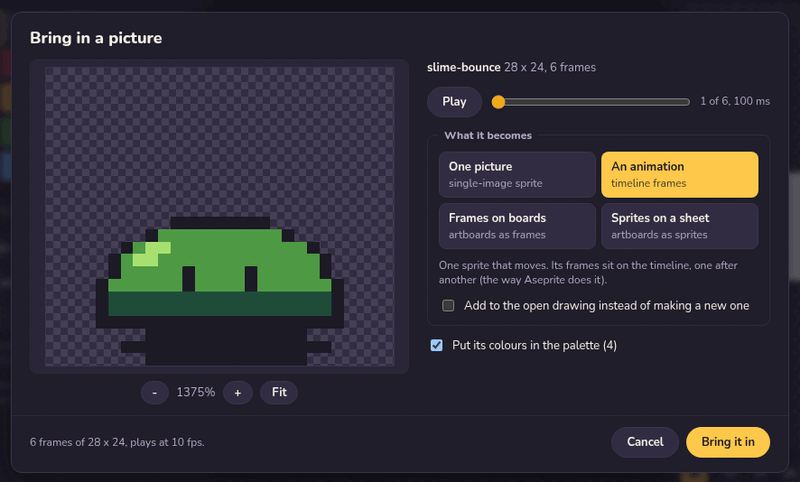 Bring in a picture
slime-bounce 28 x 24, 6 frames
Play
1 of 6, 100 ms
What it becomes
One picture
single-image sprite
An animation
timeline frames
Frames on boards
artboards as frames
Sprites on a sheet
artboards as sprites
One sprite that moves. Its frames sit on the timeline, one after
another (the way Aseprite does it).
Add to the open drawing instead of making a new one
Put its colours in the palette (4)
- 1375% + Fit
6 frames of 28 x 24, plays at 10 fps.
Cancel
Bring it in